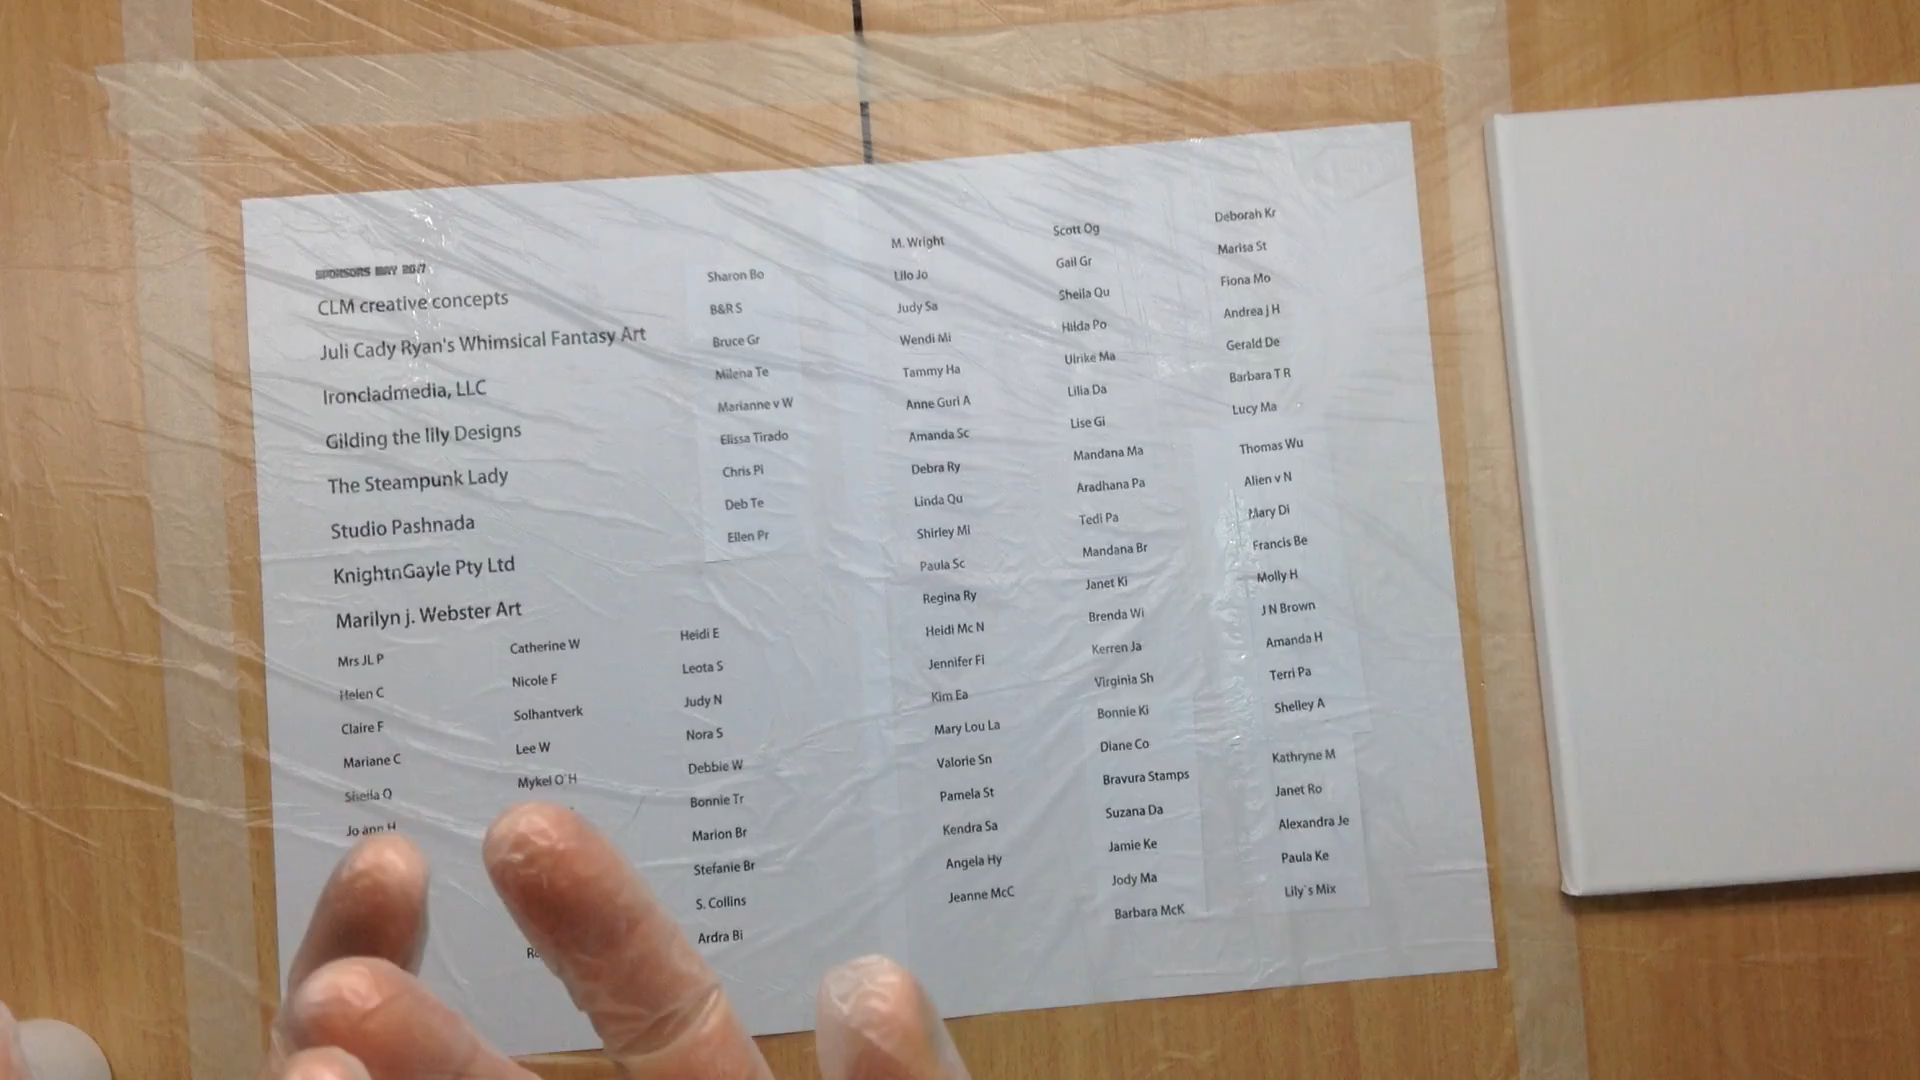 SPONSORS MAY 2017
CLM creative concepts
Juli Cady Ryan's Whimsical Fantasy Art
Ironcladmedia, LLC
Gilding the lily Designs
The Steampunk Lady
Studio Pashnada
KnightnGayle Pty Ltd
Marilyn j. Webster Art
Mrs JL P
Helen C
Claire F
Mariane C
Sheila O
Jo ann H
Catherine W
Nicole F
Solhantverk
Lee W
Mykel O´H
Heidi E
Leota S
Judy N
Nora S
Debbie W
Bonnie Tr
Marion Br
Stefanie Br
S. Collins
Ardra Bi
Sharon Bo
B&R S
Bruce Gr
Milena Te
Marianne v W
Elissa Tirado
Chris Pi
Deb Te
Ellen Pr
M. Wright
Lilo Jo
Judy Sa
Wendi Mi
Tammy Ha
Anne Guri A
Amanda Sc
Debra Ry
Linda Qu
Shirley Mi
Paula Sc
Regina Ry
Heidi Mc N
Jennifer Fi
Kim Ea
Mary Lou La
Valorie Sn
Pamela St
Kendra Sa
Angela Hy
Jeanne McC
Scott Og
Gail Gr
Sheila Qu
Hilda Po
Ulrike Ma
Lilia Da
Lise Gi
Mandana Ma
Aradhana Pa
Tedi Pa
Mandana Br
Janet Ki
Brenda Wi
Kerren Ja
Virginia Sh
Bonnie Ki
Diane Co
Bravura Stamps
Suzana Da
Jamie Ke
Jody Ma
Barbara McK
Deborah Kr
Marisa St
Fiona Mo
Andrea j H
Gerald De
Barbara T R
Lucy Ma
Thomas Wu
Alien v N
Mary Di
Francis Be
Molly H
J N Brown
Amanda H
Terri Pa
Shelley A
Kathryne M
Janet Ro
Alexandra Je
Paula Ke
Lily´s Mix